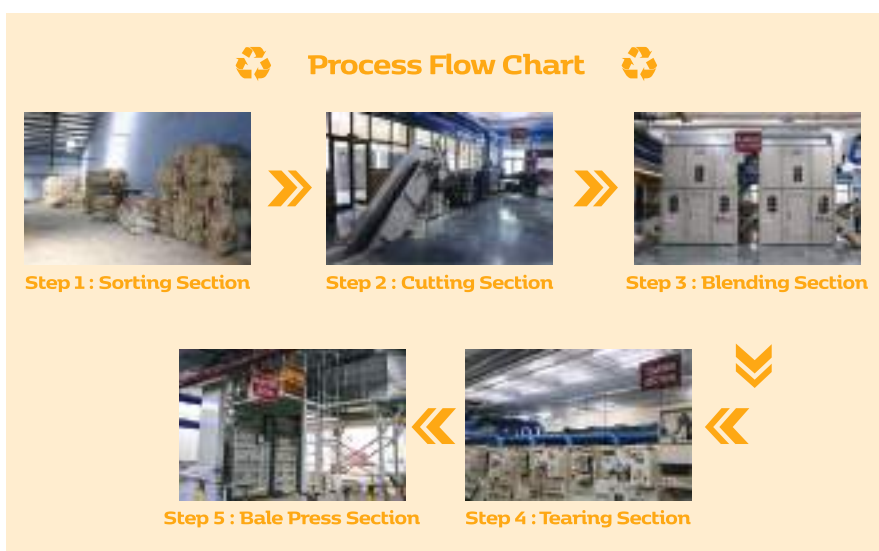 Process Flow Chart
Step 1 : Sorting Section
Step 2 : Cutting Section
Step 3 : Blending Section
Step 5 : Bale Press Section
Step 4 : Tearing Section